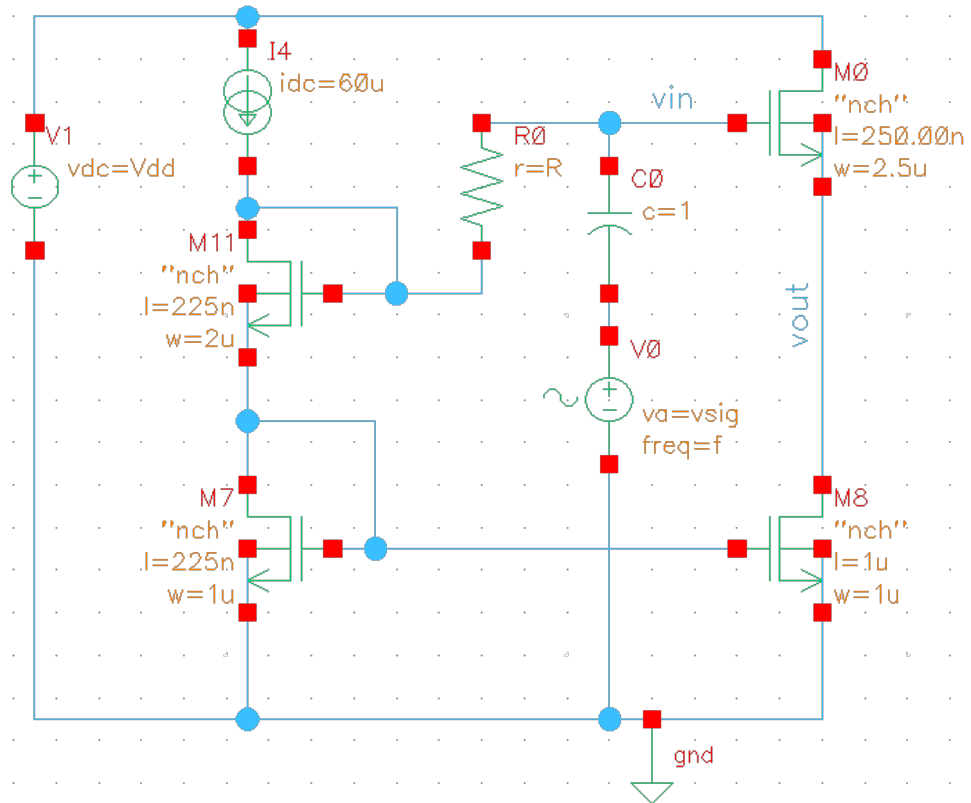 I4
idc=60u
V1
vdc=Vdd
M11
"nch"
l=225n
w=2u
R0
r=R
vin
C0
c=1
M0
"nch"
l=250.00n
w=2.5u
vout
V0
va=vsig
freq=f
M7
"nch"
l=225n
w=1u
M8
"nch"
l=1u
w=1u
gnd